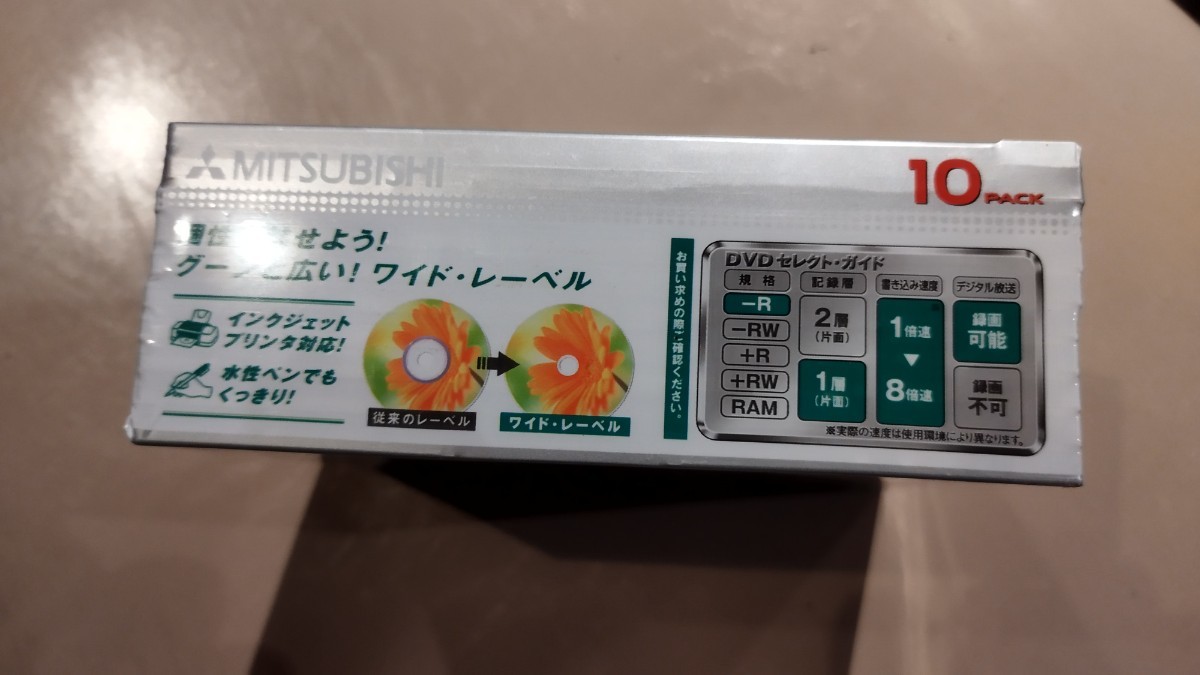 MITSUBISHI
10 PACK
せよう!
広い! ワイド・レーベル
インクジェット
プリンタ対応!
水性ペンでも
くっきり!
従来のレーベル
ワイド・レーベル
お買い求めの際ご確認ください。
DVDセレクト・ガイド
規格
-R
-RW
+R
+RW
RAM
記録層
2層
(片面)
1層
(片面)
書き込み速度
1倍速
▼
8倍速
デジタル放送
録画
可能
録画
不可
※実際の速度は使用環境により異なります。